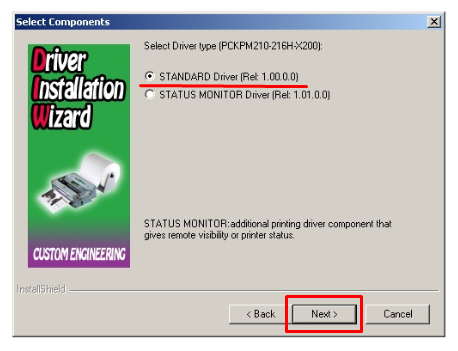 Select Components
Driver
Installation
Wizard
CUSTOM ENGINEERING
Select Driver type (PCKPM210-216H-X200):
STANDARD Driver (Rel: 1.00.0.0)
STATUS MONITOR Driver (Rel: 1.01.0.0)
STATUS MONITOR:additional printing driver component that
gives remote visibility or printer status.
InstallShield
< Back
Next >
Cancel